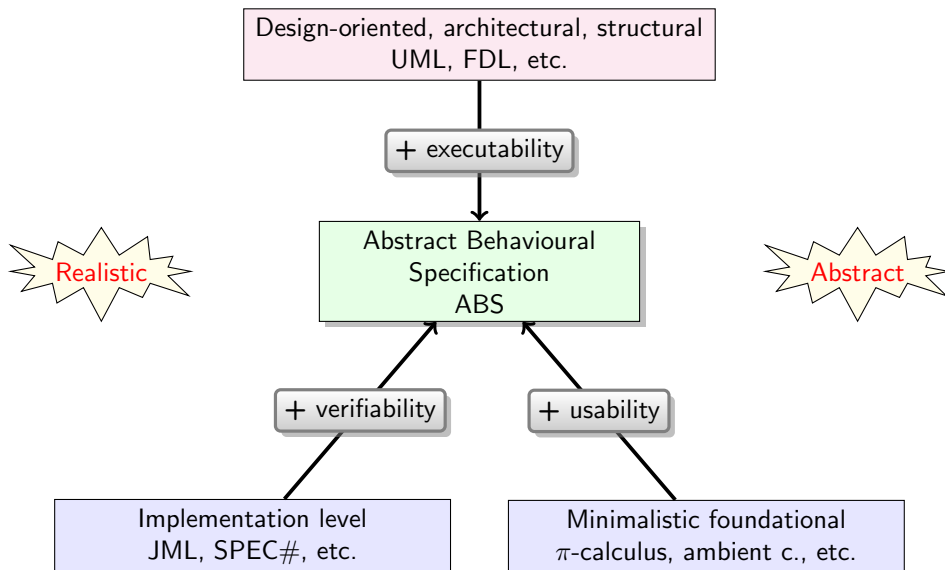 Design-oriented, architectural, structural
UML, FDL, etc.
+ executability
Realistic
Abstract Behavioural
Specification
ABS
Abstract
+ verifiability
+ usability
Implementation level
JML, SPEC#, etc.
Minimalistic foundational
π-calculus, ambient c., etc.